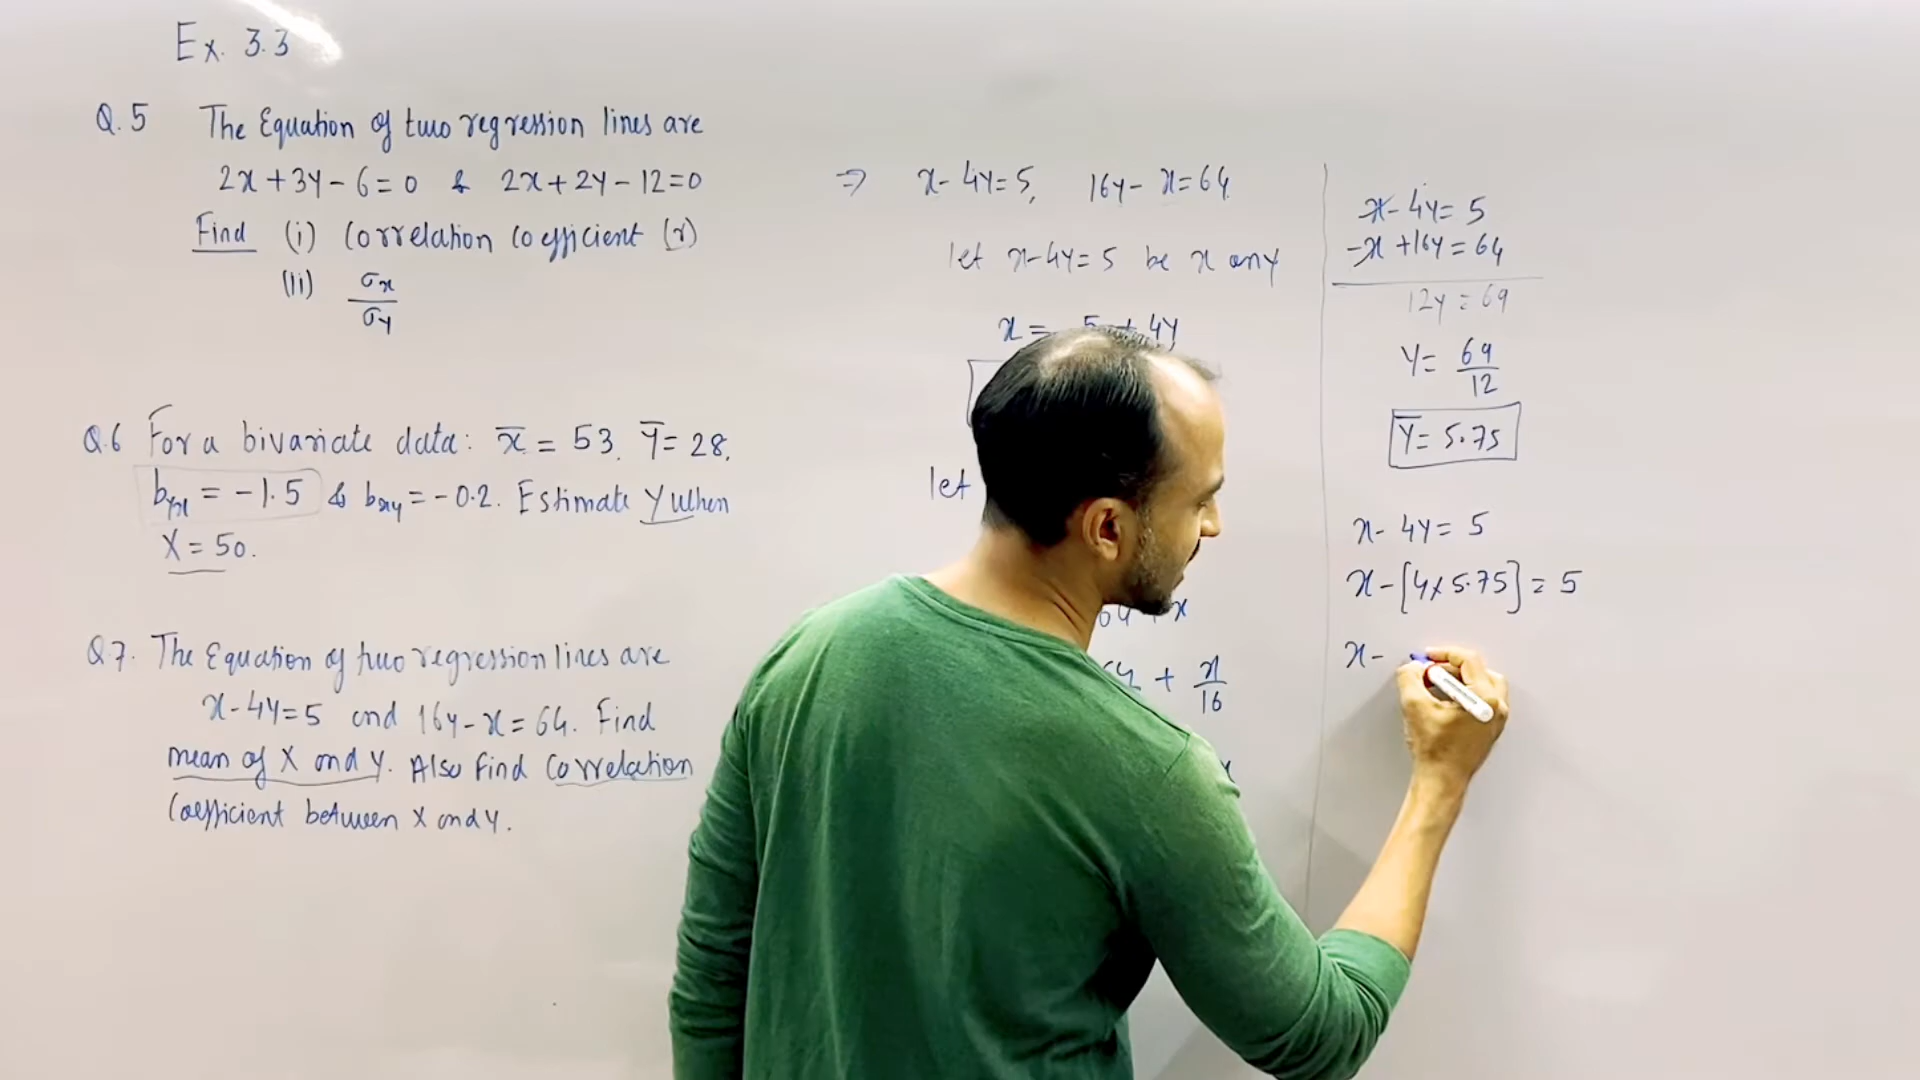 Ex. 3.3
Q.5 The Equation of two regression lines are
2x+3y-6=0 & 2x+2y-12=0
Find (i) Correlation Coefficient (r)
(ii) σx/σy
Q.6 For a bivariate data: x̄ = 53, ȳ = 28,
byx = -1.5 & bxy = -0.2. Estimate Y when
X = 50.
Q.7. The Equation of two regression lines are
x-4y=5 and 16y-x=64. Find
mean of X and Y. Also find Correlation
Coefficient between X and Y.
⇒ x-4y=5, 16y-x=64
let x-4y=5 be x on y
x = 5 + 4y
let
+ x
+ x/16
x-4y=5
-x+16y=64
12y=69
Y= 69/12
Ȳ= 5.75
x-4y= 5
x-[4x5.75]= 5
x-